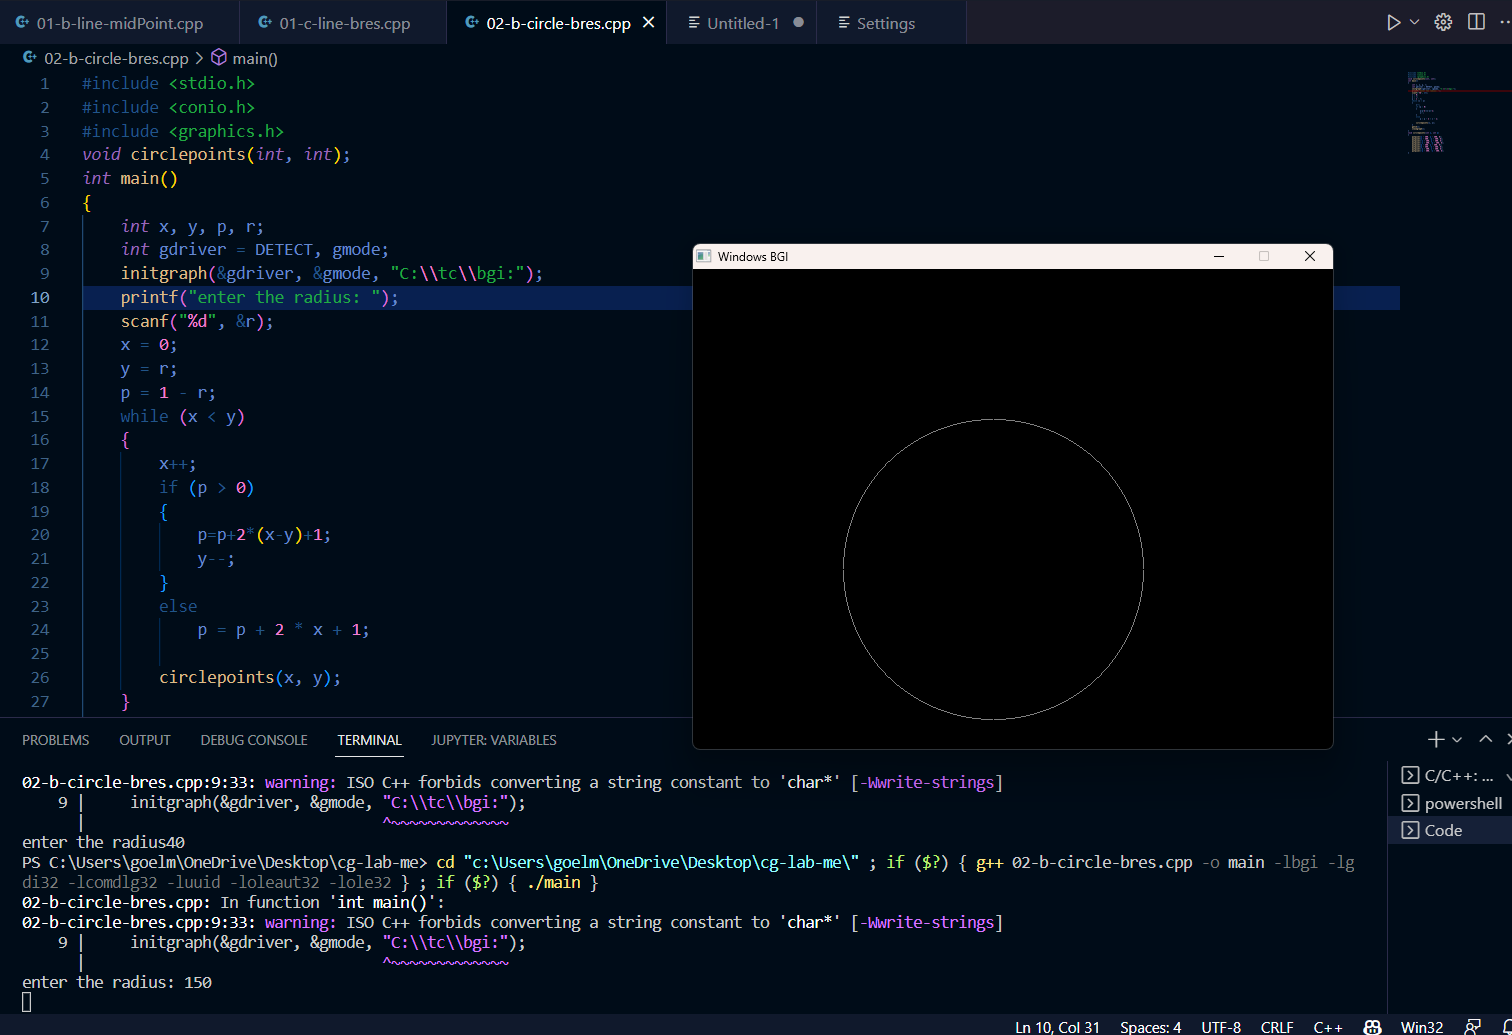 01-b-line-midPoint.cpp 01-c-line-bres.cpp 02-b-circle-bres.cpp Untitled-1 Settings
02-b-circle-bres.cpp > main()
1 #include <stdio.h>
2 #include <conio.h>
3 #include <graphics.h>
4 void circlepoints(int, int);
5 int main()
6 {
7 int x, y, p, r;
8 int gdriver = DETECT, gmode;
9 initgraph(&gdriver, &gmode, "C:\\tc\\bgi:");
10 printf("enter the radius: ");
11 scanf("%d", &r);
12 x = 0;
13 y = r;
14 p = 1 - r;
15 while (x < y)
16 {
17 x++;
18 if (p > 0)
19 {
20 p=p+2*(x-y)+1;
21 y--;
22 }
23 else
24 p = p + 2 * x + 1;
25
26 circlepoints(x, y);
27 }
Windows BGI
PROBLEMS OUTPUT DEBUG CONSOLE TERMINAL JUPYTER: VARIABLES
02-b-circle-bres.cpp:9:33: warning: ISO C++ forbids converting a string constant to 'char*' [-Wwrite-strings]
9 | initgraph(&gdriver, &gmode, "C:\\tc\\bgi:");
| ^~~~~~~~~~~~~~
enter the radius40
PS C:\Users\goelm\OneDrive\Desktop\cg-lab-me> cd "c:\Users\goelm\OneDrive\Desktop\cg-lab-me\" ; if ($?) { g++ 02-b-circle-bres.cpp -o main -lbgi -lg
di32 -lcomdlg32 -luuid -loleaut32 -lole32 } ; if ($?) { ./main }
02-b-circle-bres.cpp: In function 'int main()':
02-b-circle-bres.cpp:9:33: warning: ISO C++ forbids converting a string constant to 'char*' [-Wwrite-strings]
9 | initgraph(&gdriver, &gmode, "C:\\tc\\bgi:");
| ^~~~~~~~~~~~~~
enter the radius: 150
C/C++: ...
powershell
Code
Ln 10, Col 31 Spaces: 4 UTF-8 CRLF C++ Win32